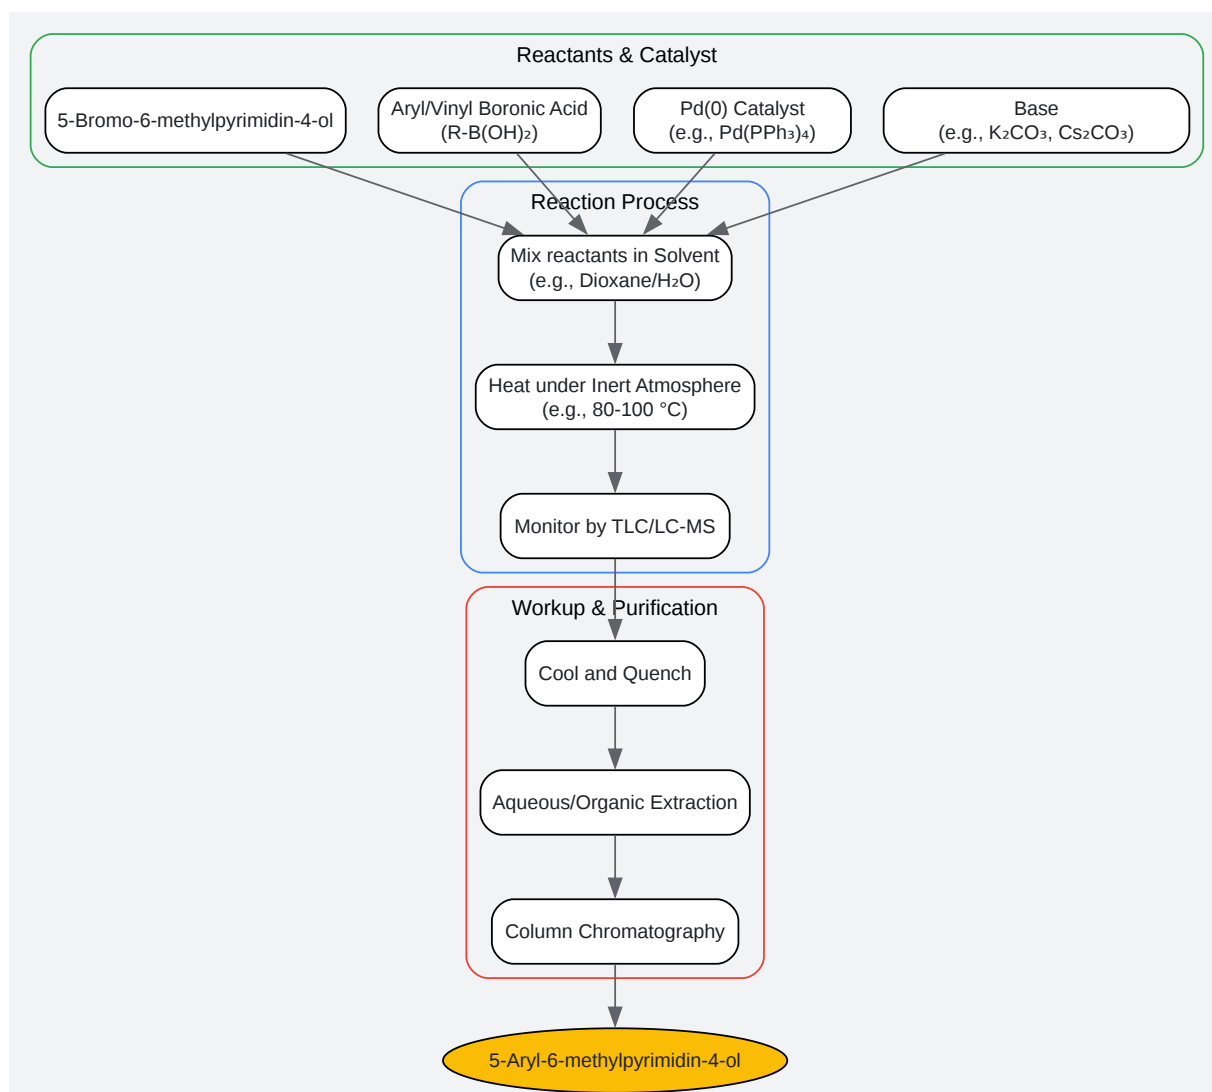 Reactants & Catalyst
5-Bromo-6-methylpyrimidin-4-ol
Aryl/Vinyl Boronic Acid
(R-B(OH)₂)
Pd(0) Catalyst
(e.g., Pd(PPh₃)₄)
Base
(e.g., K₂CO₃, Cs₂CO₃)
Reaction Process
Mix reactants in Solvent
(e.g., Dioxane/H₂O)
Heat under Inert Atmosphere
(e.g., 80-100 °C)
Monitor by TLC/LC-MS
Workup & Purification
Cool and Quench
Aqueous/Organic Extraction
Column Chromatography
5-Aryl-6-methylpyrimidin-4-ol